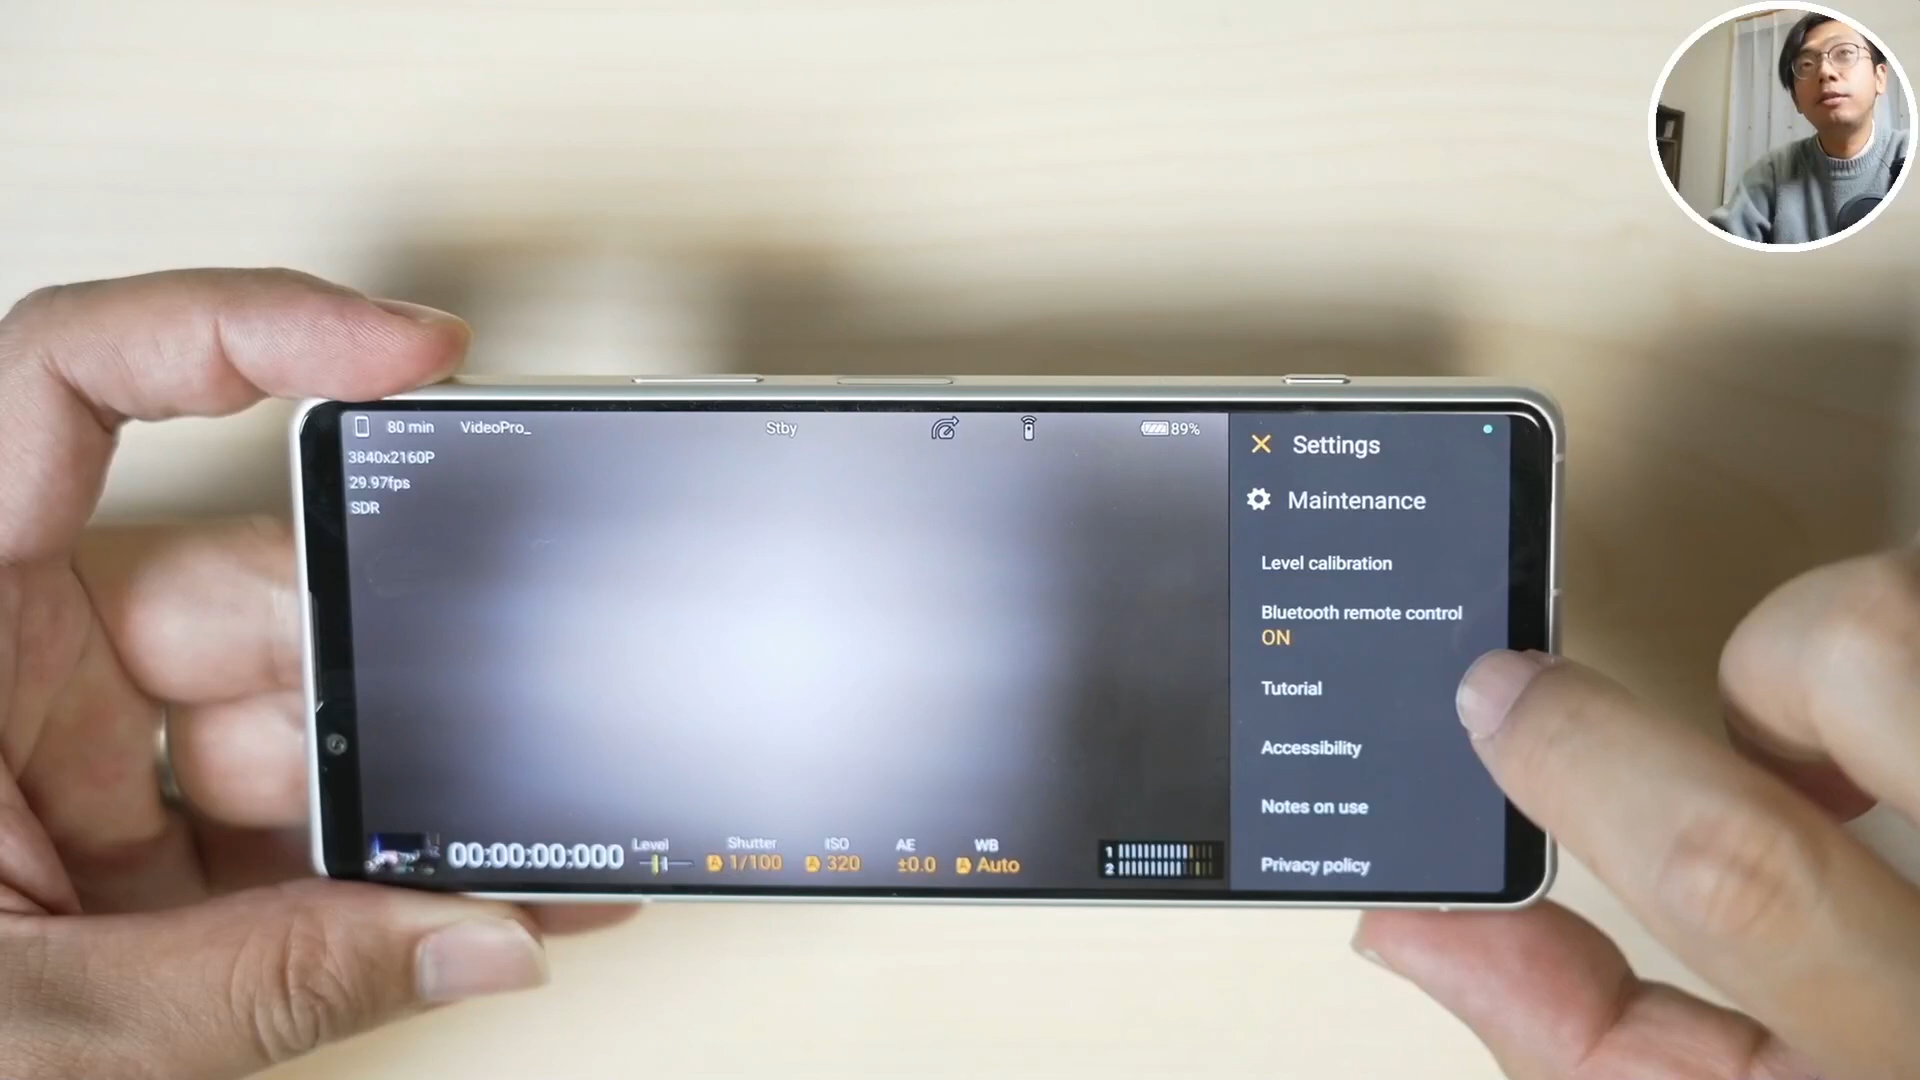 80 min VideoPro_ Stby 89%
3840x2160P
29.97fps
SDR
00:00:00:000
Level
Shutter
A 1/100
ISO
A 320
AE
±0.0
WB
A Auto
1
2
Settings
Maintenance
Level calibration
Bluetooth remote control
ON
Tutorial
Accessibility
Notes on use
Privacy policy